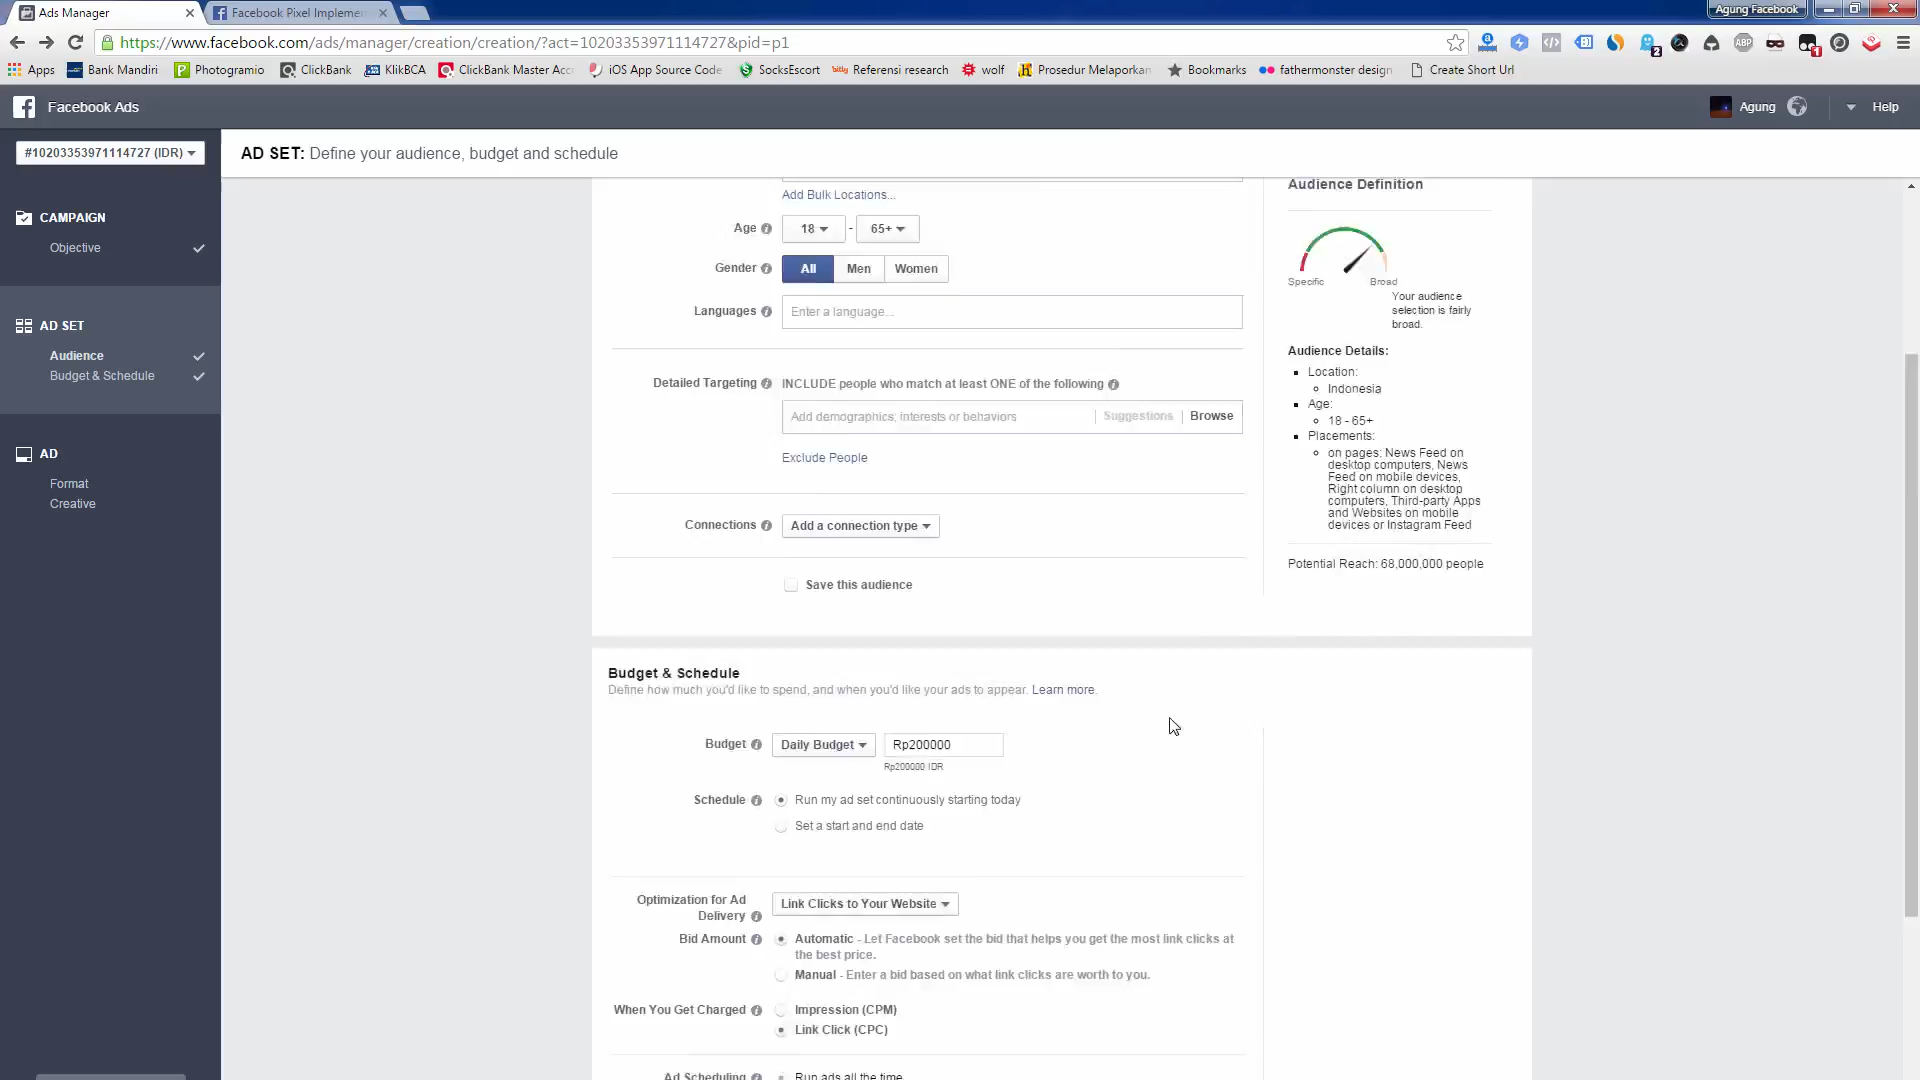 Ads Manager
Facebook Pixel Implemen
Agung Facebook
https://www.facebook.com/ads/manager/creation/creation/?act=10203353971114727&pid=p1
Apps
Bank Mandiri
Photogramio
ClickBank
KlikBCA
ClickBank Master Acc
iOS App Source Code
SocksEscort
Referensi research
wolf
Prosedur Melaporkan
Bookmarks
fathermonster design
Create Short Url
Facebook Ads
Agung
Help
#10203353971114727 (IDR)
AD SET: Define your audience, budget and schedule
CAMPAIGN
Objective
AD SET
Audience
Budget & Schedule
AD
Format
Creative
Add Bulk Locations...
Age
18
-
65+
Gender
All
Men
Women
Languages
Enter a language...
Detailed Targeting
INCLUDE people who match at least ONE of the following
Add demographics, interests or behaviors
Suggestions
Browse
Exclude People
Connections
Add a connection type
Save this audience
Audience Definition
Specific
Broad
Your audience
selection is fairly
broad.
Audience Details:
Location:
Indonesia
Age:
18 - 65+
Placements:
on pages: News Feed on
desktop computers, News
Feed on mobile devices,
Right column on desktop
computers, Third-party Apps
and Websites on mobile
devices or Instagram Feed
Potential Reach: 68,000,000 people
Budget & Schedule
Define how much you'd like to spend, and when you'd like your ads to appear. Learn more.
Budget
Daily Budget
Rp200000
Rp200000 IDR
Schedule
Run my ad set continuously starting today
Set a start and end date
Optimization for Ad
Delivery
Link Clicks to Your Website
Bid Amount
Automatic - Let Facebook set the bid that helps you get the most link clicks at
the best price.
Manual - Enter a bid based on what link clicks are worth to you.
When You Get Charged
Impression (CPM)
Link Click (CPC)
Ad Scheduling
Run ads all the time